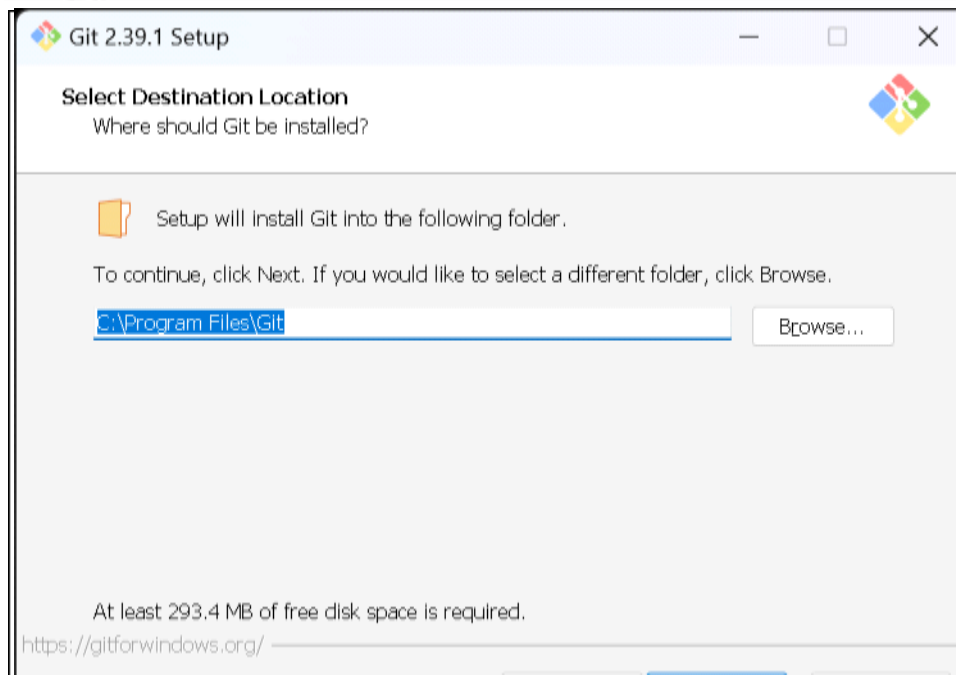 Git 2.39.1 Setup
Select Destination Location
Where should Git be installed?
Setup will install Git into the following folder.
To continue, click Next. If you would like to select a different folder, click Browse.
C:\Program Files\Git
Browse...
At least 293.4 MB of free disk space is required.
https://gitforwindows.org/